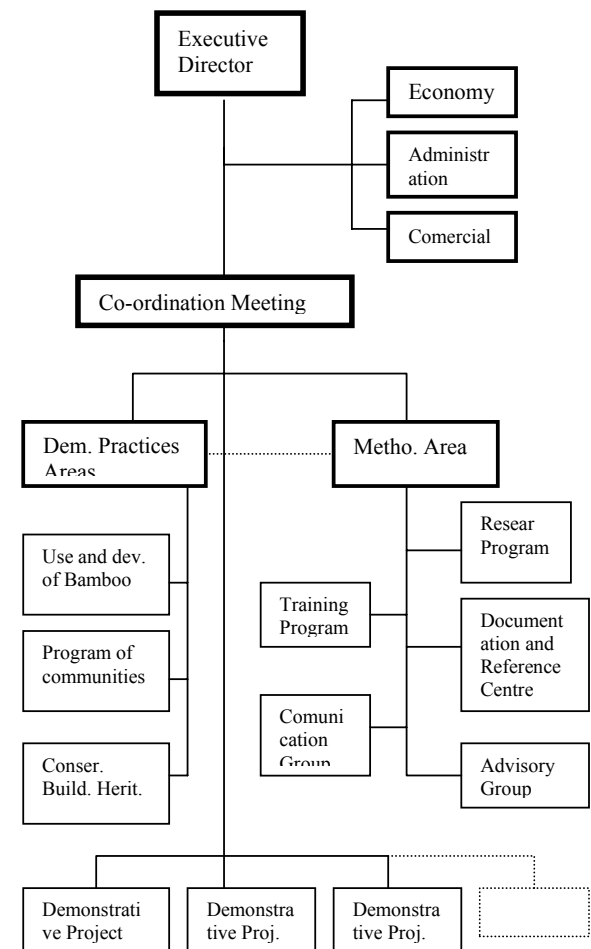 Executive
Director
Economy
Administr
ation
Comercial
Co-ordination Meeting
Dem. Practices
Areas
Metho. Area
Resear
Program
Use and dev.
of Bamboo
Training
Program
Document
ation and
Reference
Centre
Program of
communities
Comuni
cation
Group
Conser.
Build. Herit.
Advisory
Group
Demonstrati
ve Project
Demonstra
tive Proj.
Demonstra
tive Proj.